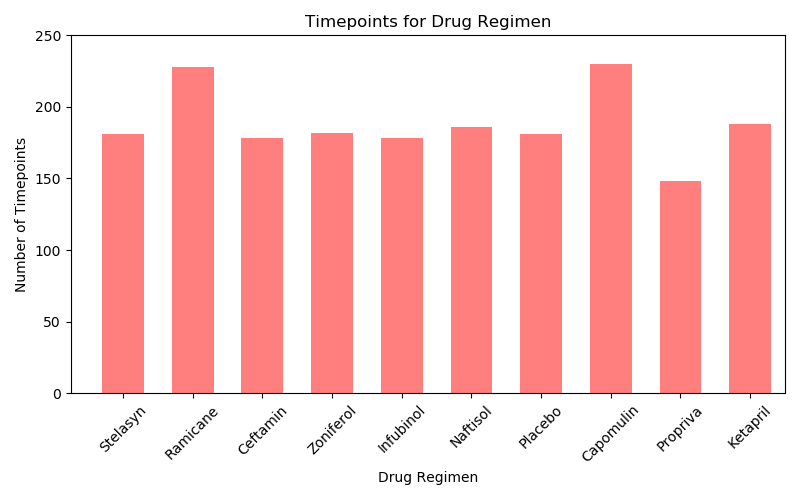 Timepoints for Drug Regimen
Number of Timepoints
250
200
150
100
50
0
Stelasyn
Ramicane
Ceftamin
Zoniferol
Infubinol
Naftisol
Placebo
Capomulin
Propriva
Ketapril
Drug Regimen